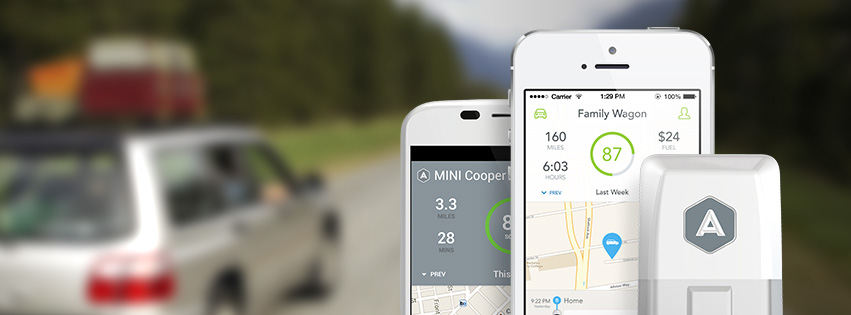 MINI Cooper
3.3
MILES
28
MINS
PREV
This
Carrier
1:29 PM
100%
Family Wagon
160
MILES
87
$24
FUEL
6:03
HOURS
PREV
Last Week
9:22 PM
Home
A